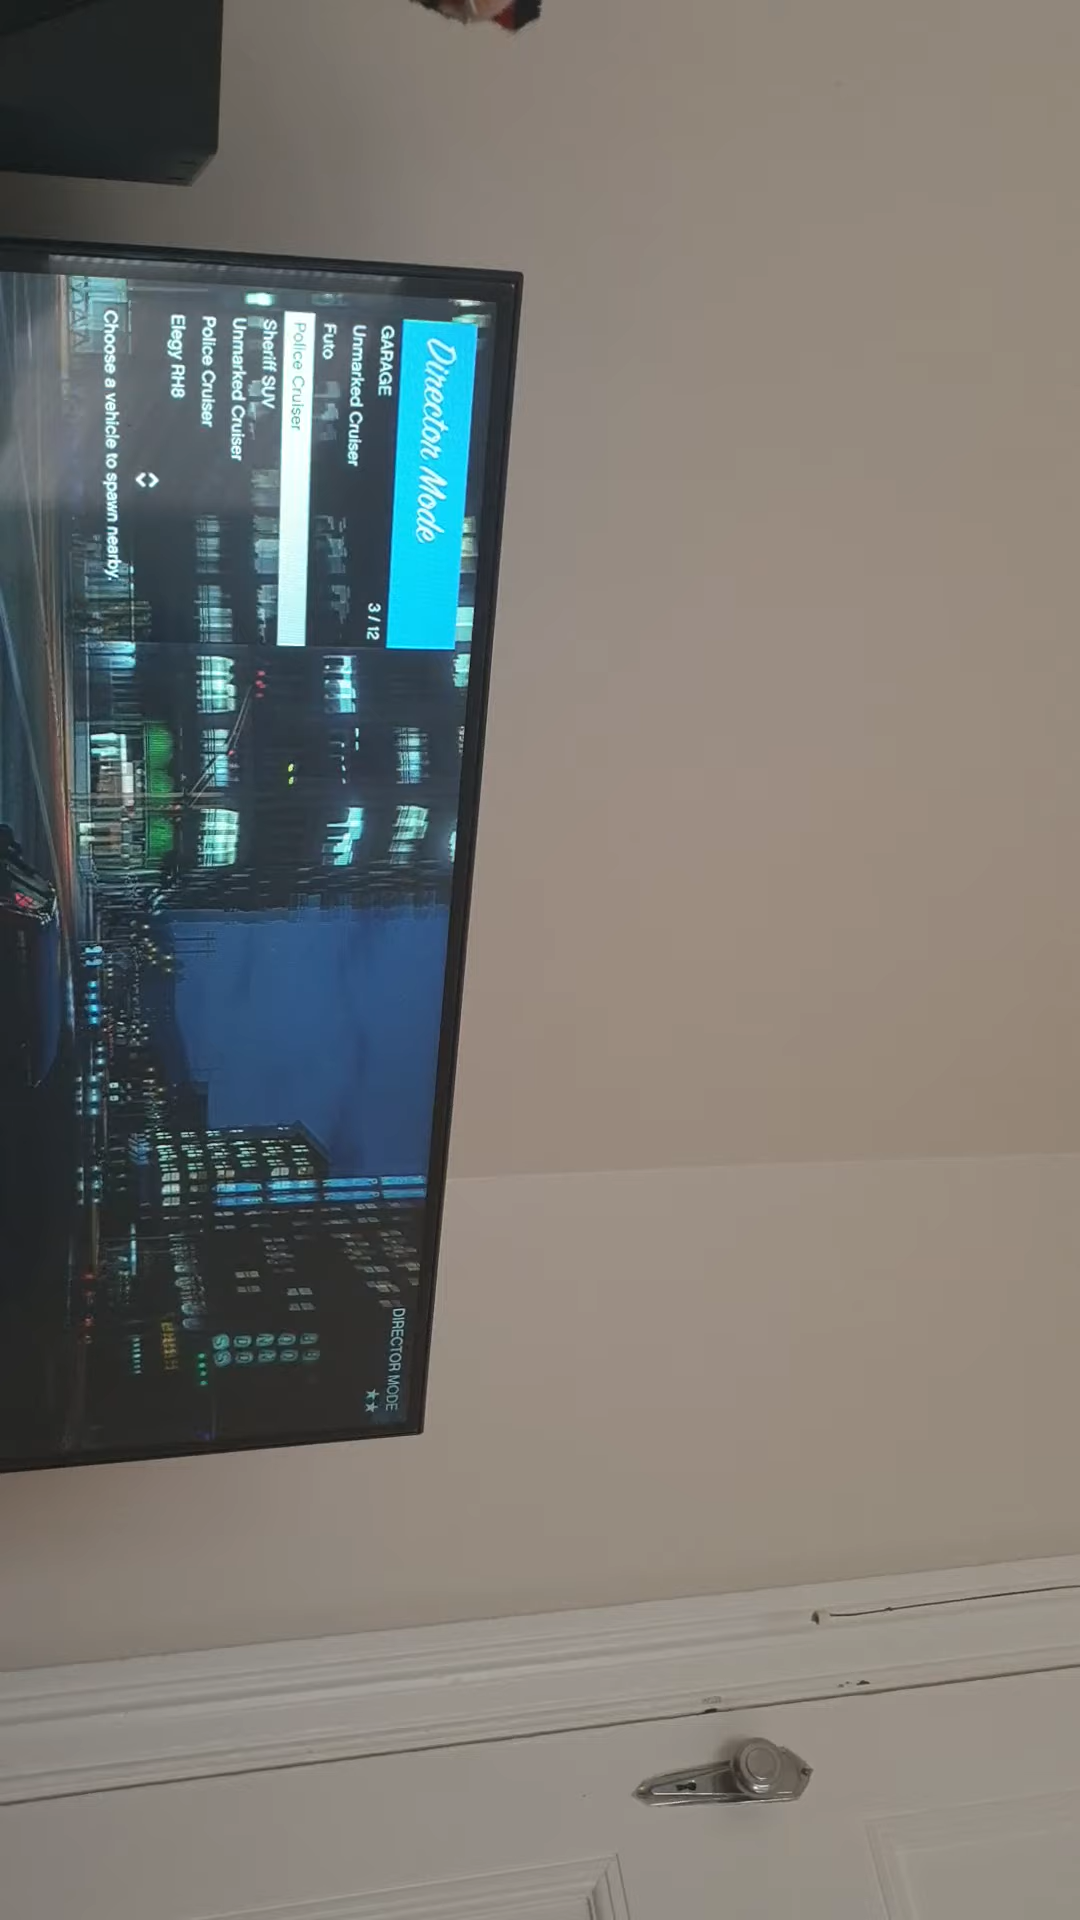 Director Mode
GARAGE 3 / 12
Unmarked Cruiser
Futo
Police Cruiser
Sheriff SUV
Unmarked Cruiser
Police Cruiser
Elegy RH8
Choose a vehicle to spawn nearby.
DIRECTOR MODE